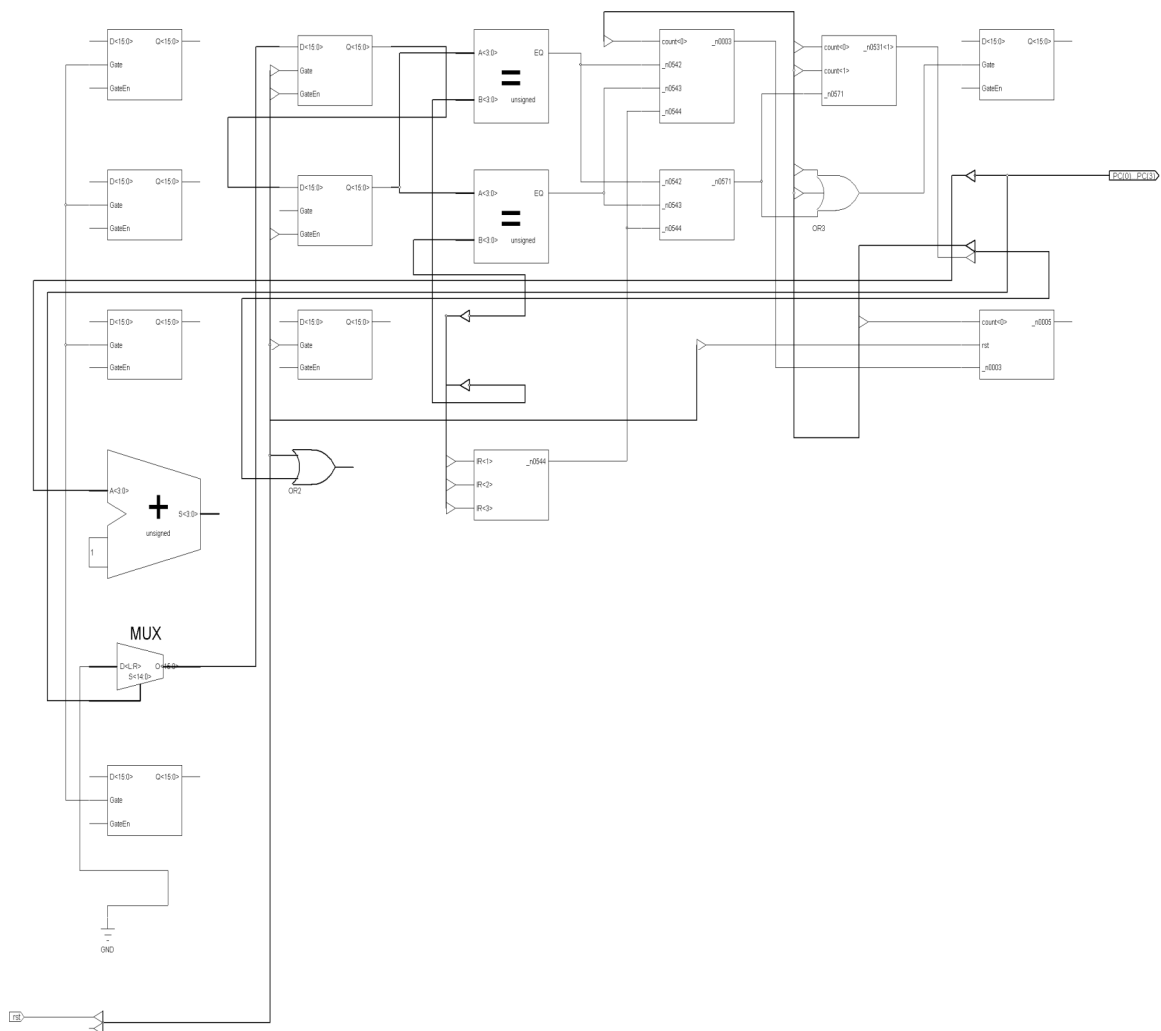 D<15:0> Q<15:0>
Gate
GateEn
D<15:0> Q<15:0>
Gate
GateEn
A<3:0> EQ
=
B<3:0> unsigned
count<0> _n0003
_n0542
_n0543
_n0544
count<0> _n0531<1>
count<1>
_n0571
D<15:0> Q<15:0>
Gate
GateEn
D<15:0> Q<15:0>
Gate
GateEn
D<15:0> Q<15:0>
Gate
GateEn
A<3:0> EQ
=
B<3:0> unsigned
_n0542 _n0571
_n0543
_n0544
OR3
PC(0)...PC(3)
D<15:0> Q<15:0>
Gate
GateEn
D<15:0> Q<15:0>
Gate
GateEn
count<0> _n0005
rst
_n0003
A<3:0>
+
S<3:0>
unsigned
1
OR2
IR<1> _n0544
IR<2>
IR<3>
MUX
D<LR> O<15:0>
S<14:0>
D<15:0> Q<15:0>
Gate
GateEn
GND
rst